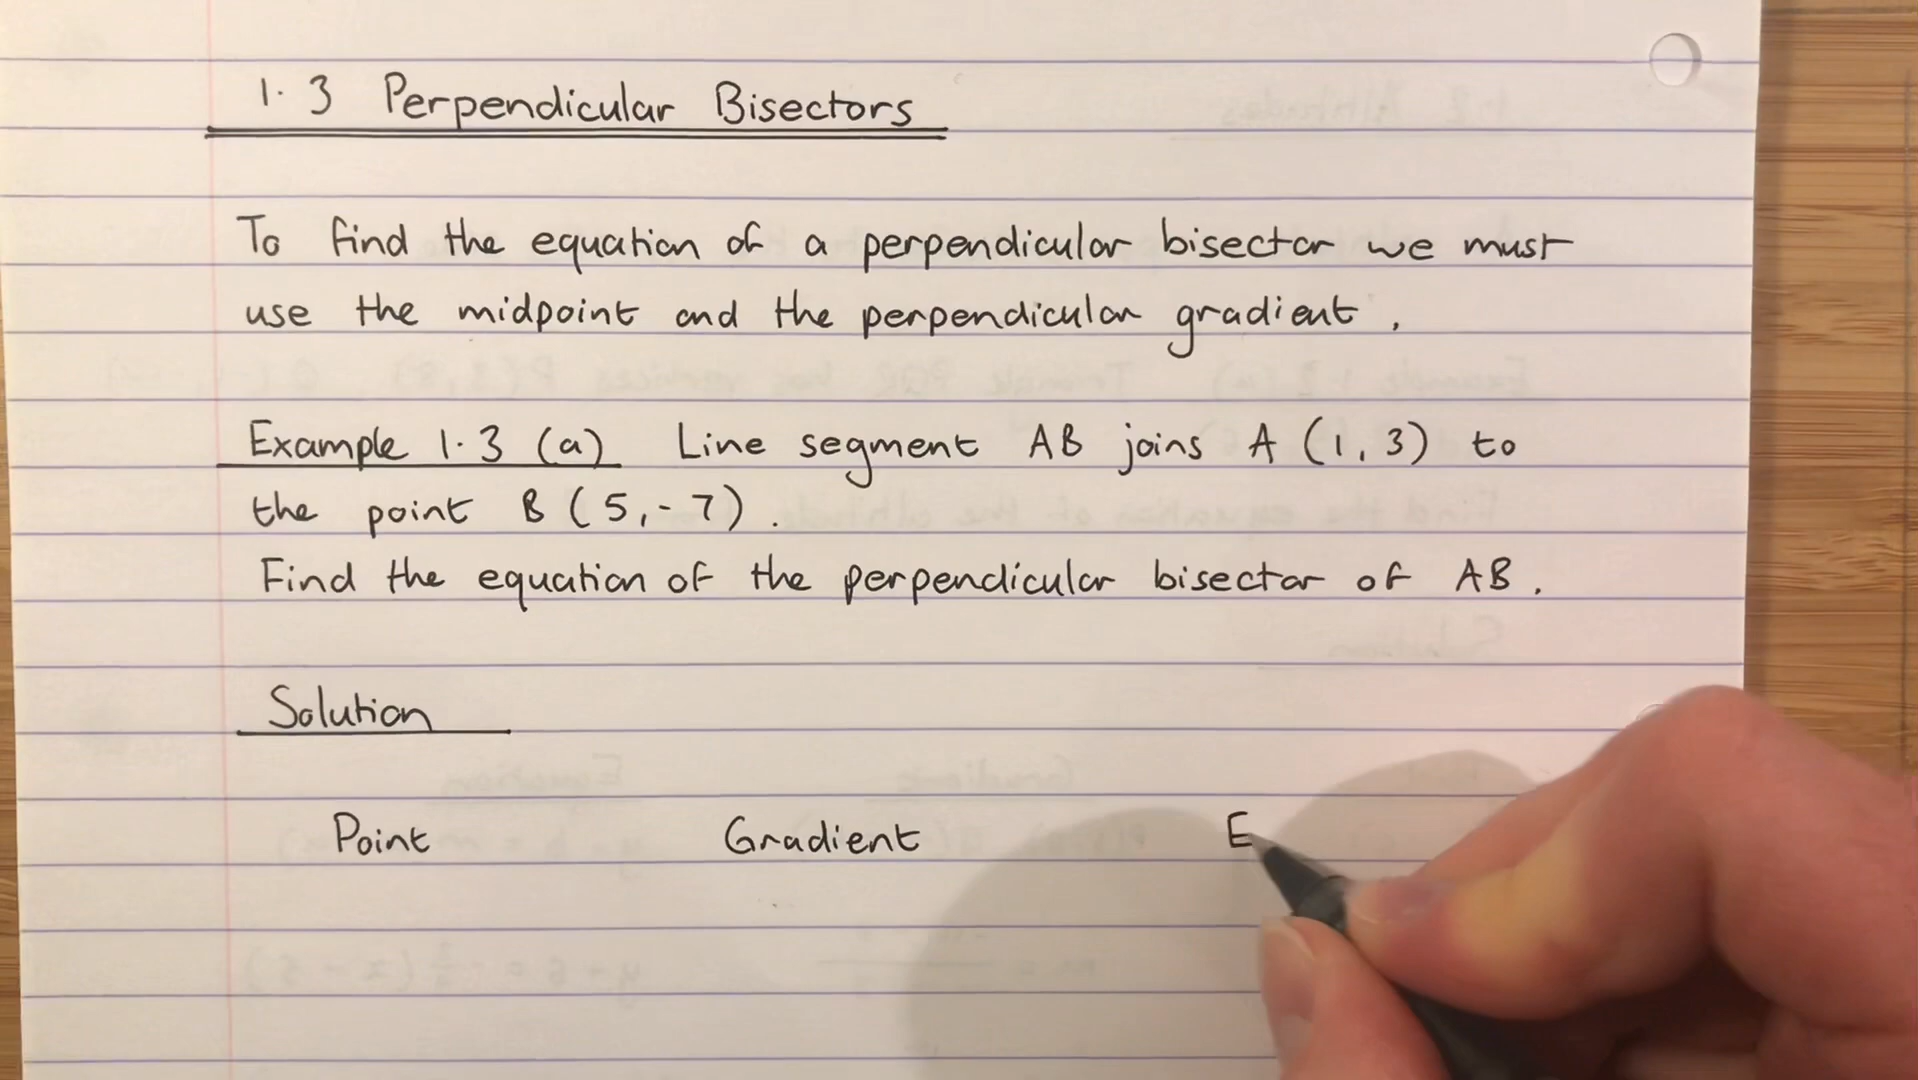 1.3 Perpendicular Bisectors
To find the equation of a perpendicular bisector we must
use the midpoint and the perpendicular gradient.
Example 1.3 (a) Line segment AB joins A (1, 3) to
the point B (5, -7).
Find the equation of the perpendicular bisector of AB.
Solution
Point Gradient E